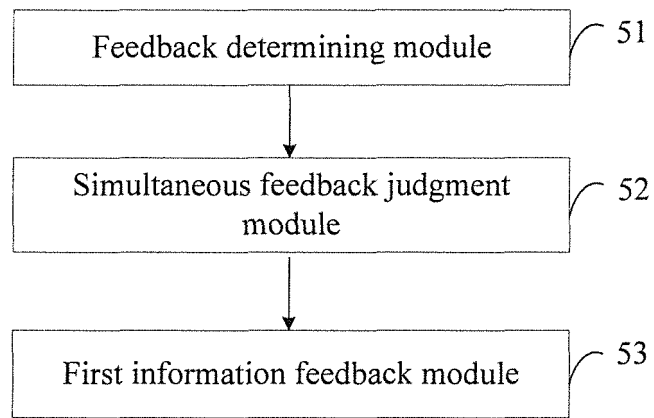 Feedback determining module
51
Simultaneous feedback judgment
module
52
First information feedback module
53